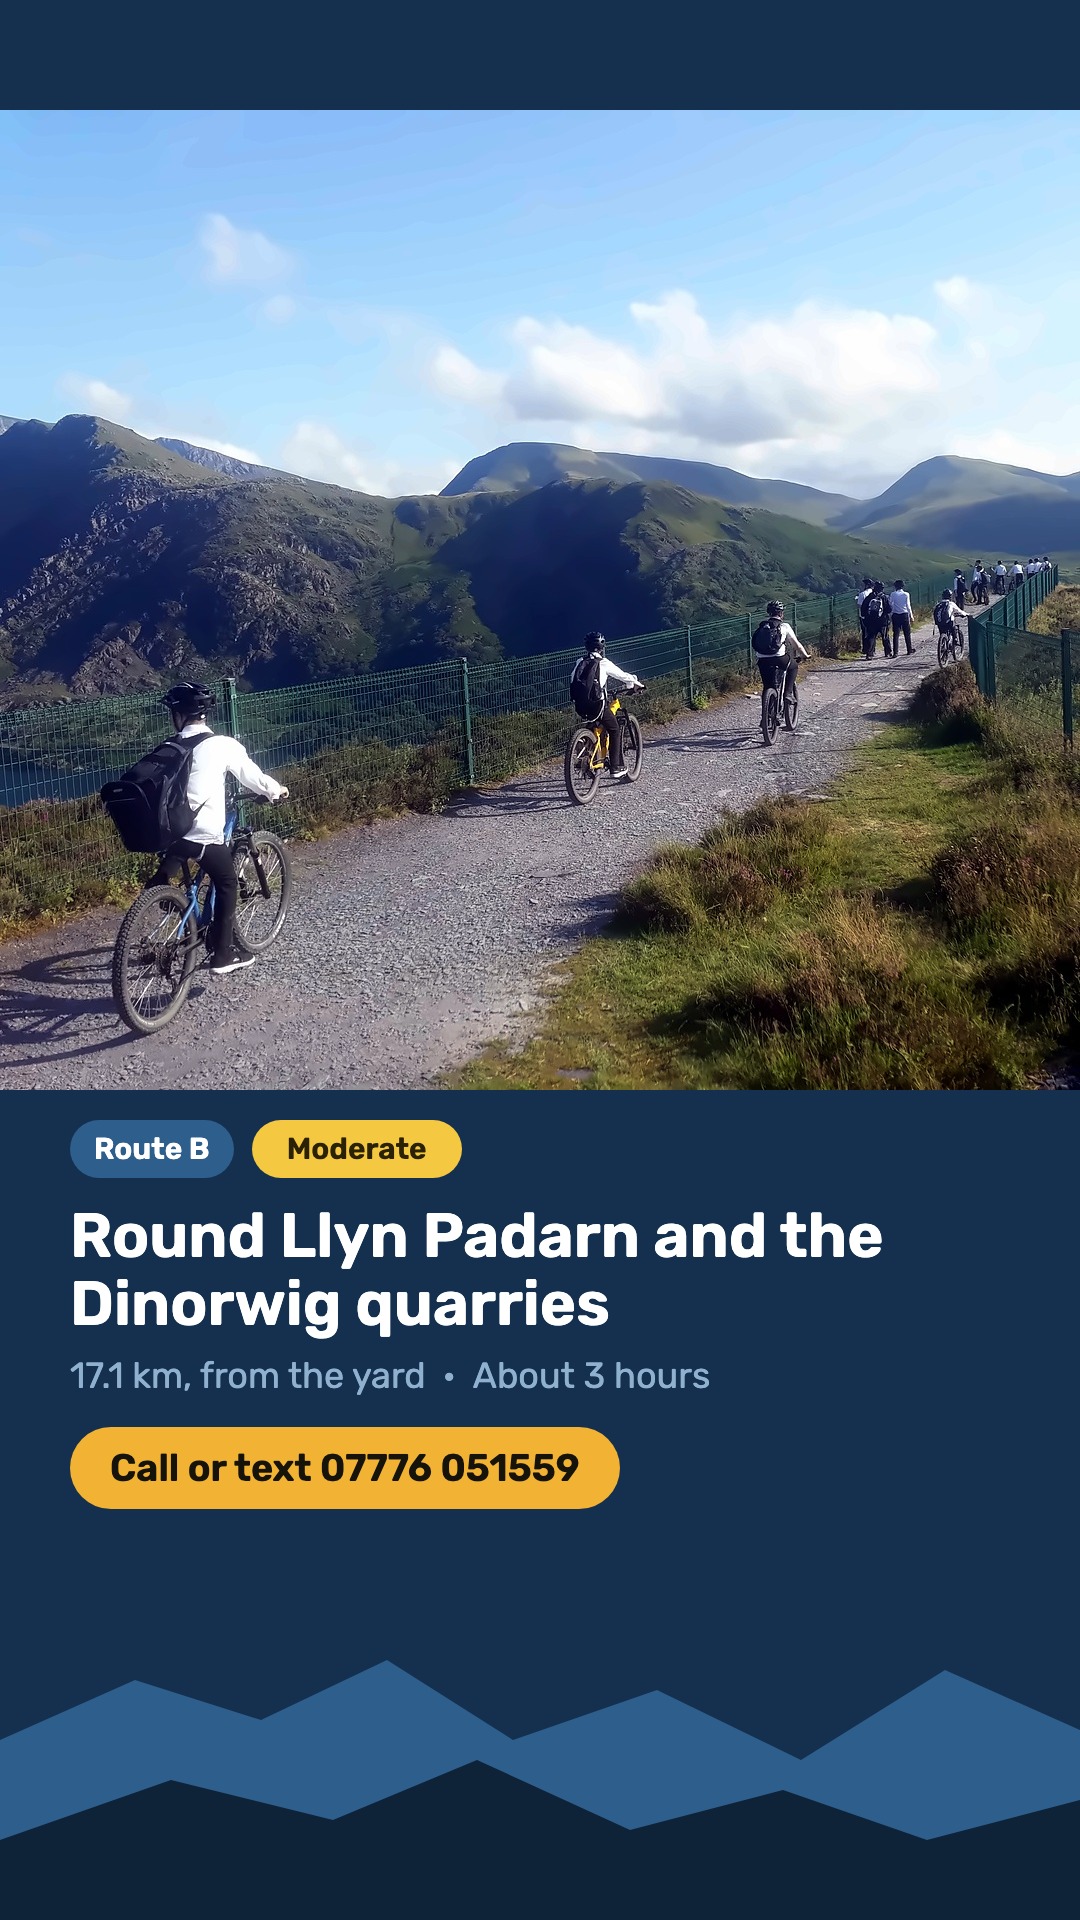 Route B
Moderate
Round Llyn Padarn and the
Dinorwig quarries
17.1 km, from the yard • About 3 hours
Call or text 07776 051559